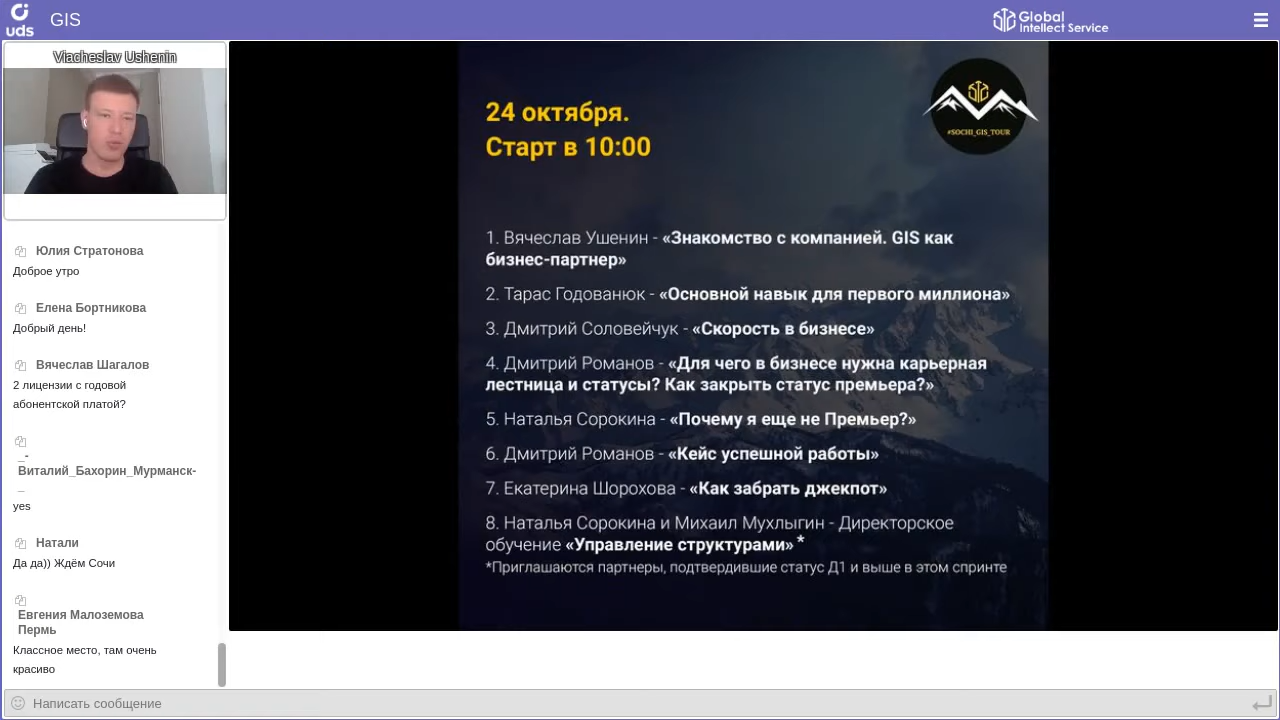 uds
GIS
Global
Intellect Service
Viacheslav Ushenin
Юлия Стратонова
Доброе утро
Елена Бортникова
Добрый день!
Вячеслав Шагалов
2 лицензии с годовой
абонентской платой?
_-
Виталий_Бахорин_Мурманск-
_
yes
Натали
Да да)) Ждём Сочи
Евгения Малоземова
Пермь
Классное место, там очень
красиво
Написать сообщение
#SOCHI_GIS_TOUR
24 октября.
Старт в 10:00
1. Вячеслав Ушенин - «Знакомство с компанией. GIS как
бизнес-партнер»
2. Тарас Годованюк - «Основной навык для первого миллиона»
3. Дмитрий Соловейчук - «Скорость в бизнесе»
4. Дмитрий Романов - «Для чего в бизнесе нужна карьерная
лестница и статусы? Как закрыть статус премьера?»
5. Наталья Сорокина - «Почему я еще не Премьер?»
6. Дмитрий Романов - «Кейс успешной работы»
7. Екатерина Шорохова - «Как забрать джекпот»
8. Наталья Сорокина и Михаил Мухлыгин - Директорское
обучение «Управление структурами» *
*Приглашаются партнеры, подтвердившие статус Д1 и выше в этом спринте